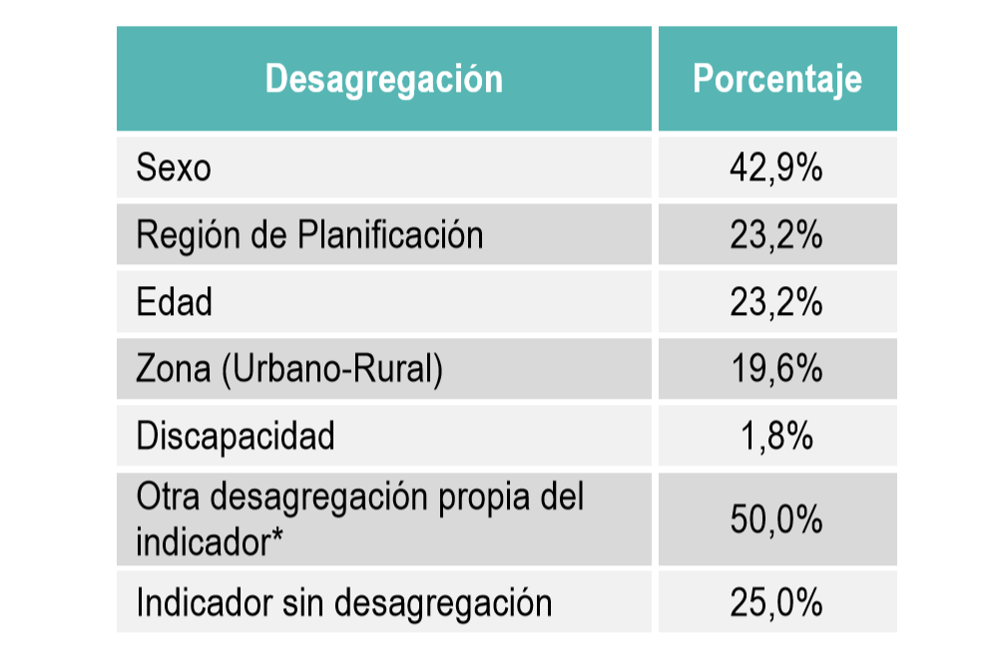 Desagregación Porcentaje
Sexo 42,9%
Región de Planificación 23,2%
Edad 23,2%
Zona (Urbano-Rural) 19,6%
Discapacidad 1,8%
Otra desagregación propia del
indicador* 50,0%
Indicador sin desagregación 25,0%